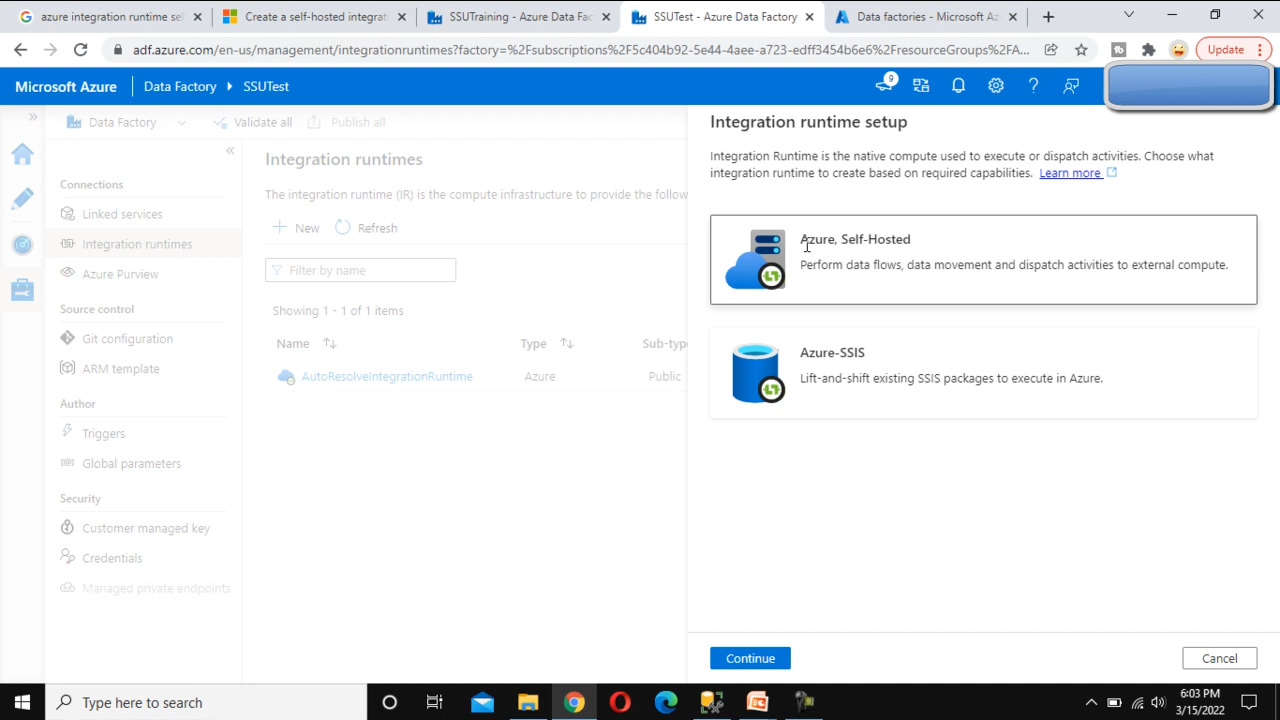 azure integration runtime sel
Create a self-hosted integrati
SSUTraining - Azure Data Fac
SSUTest - Azure Data Factory
Data factories - Microsoft Az
adf.azure.com/en-us/management/integrationruntimes?factory=%2Fsubscriptions%2F5c404b92-5e44-4aee-a723-edff3454b6e6%2FresourceGroups%2FA...
Update
Microsoft Azure
Data Factory
SSUTest
9
Data Factory
Validate all
Publish all
Connections
Linked services
Integration runtimes
Azure Purview
Source control
Git configuration
ARM template
Author
Triggers
Global parameters
Security
Customer managed key
Credentials
Managed private endpoints
Integration runtimes
The integration runtime (IR) is the compute infrastructure to provide the follow
New
Refresh
Filter by name
Showing 1 - 1 of 1 items
Name Type Sub-type
AutoResolveIntegrationRuntime Azure Public
Integration runtime setup
Integration Runtime is the native compute used to execute or dispatch activities. Choose what
integration runtime to create based on required capabilities. Learn more
Azure, Self-Hosted
Perform data flows, data movement and dispatch activities to external compute.
Azure-SSIS
Lift-and-shift existing SSIS packages to execute in Azure.
Continue
Cancel
Type here to search
6:03 PM
3/15/2022